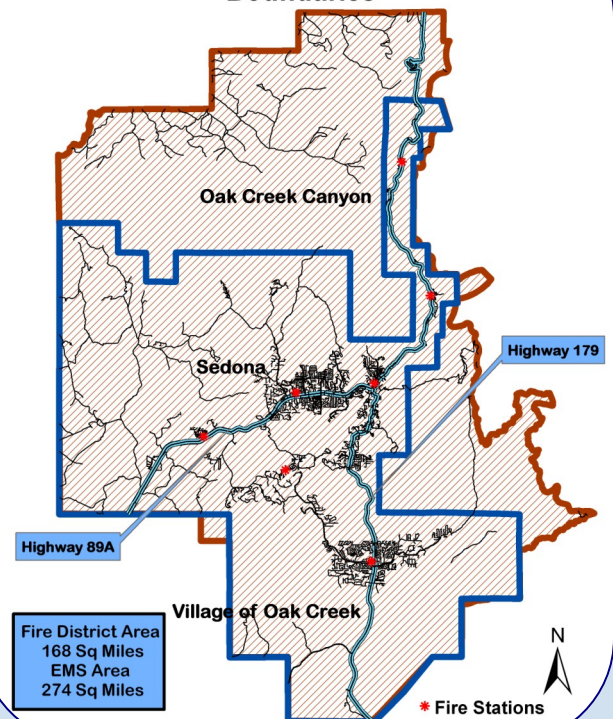 Boundaries
Oak Creek Canyon
Highway 179
Sedona
Highway 89A
Village of Oak Creek
Fire District Area
168 Sq Miles
EMS Area
274 Sq Miles
N
Fire Stations